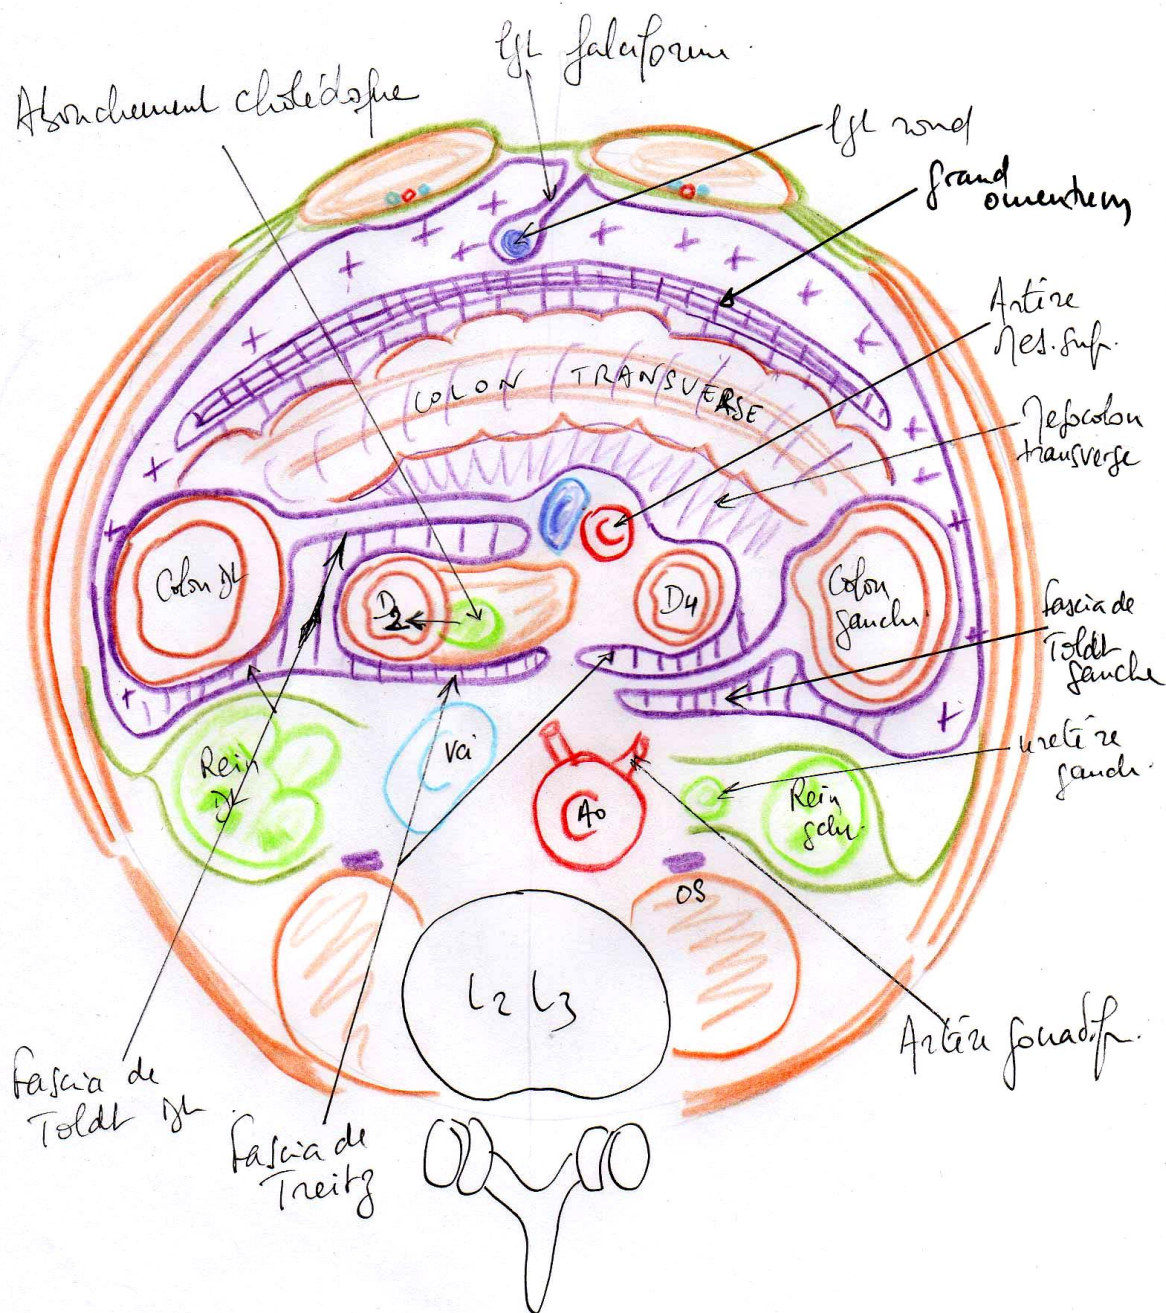 lgt falciforme
Abouchement cholédoque
lgt rond
grand
omentum
Artère
Mes. Sup.
COLON TRANSVERSE
Mésocolon
transverse
Colon Dt
D2
D4
Colon
gauche
fascia de
Toldt
gauche
uretère
gauche
Rein
Dt
Vci
Ao
Rein
gche
OS
L2 L3
Artère gonadique
Fascia de
Toldt Dt
Fascia de
Treitz